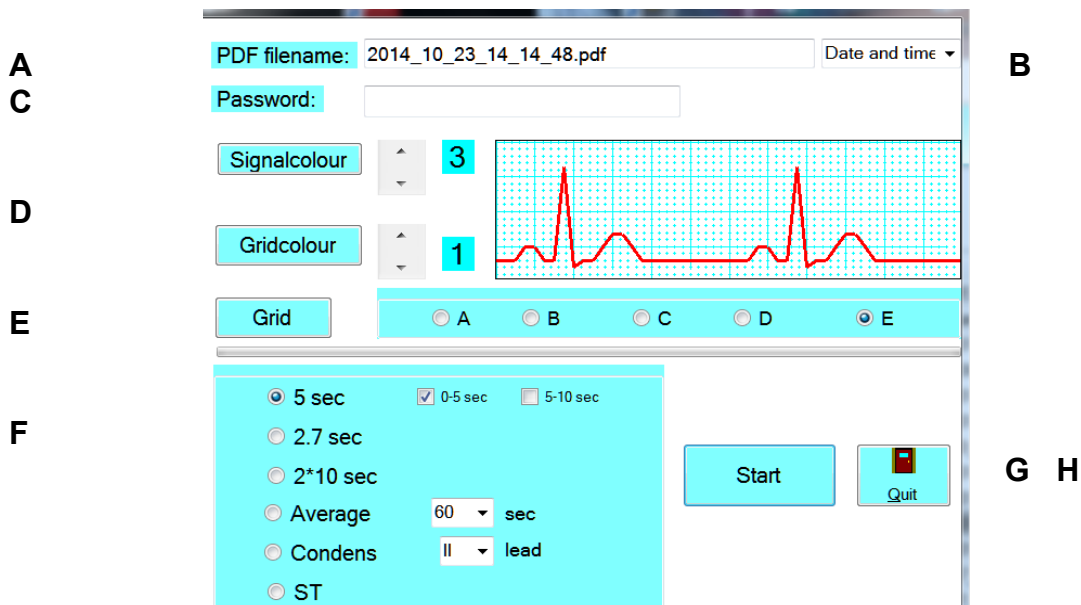 A PDF filename: 2014_10_23_14_14_48.pdf Date and time B
C Password:
Signalcolour 3
D
Gridcolour 1
E Grid A B C D E
5 sec 0-5 sec 5-10 sec
F
2.7 sec
2*10 sec Start Quit G H
Average 60 sec
Condens II lead
ST